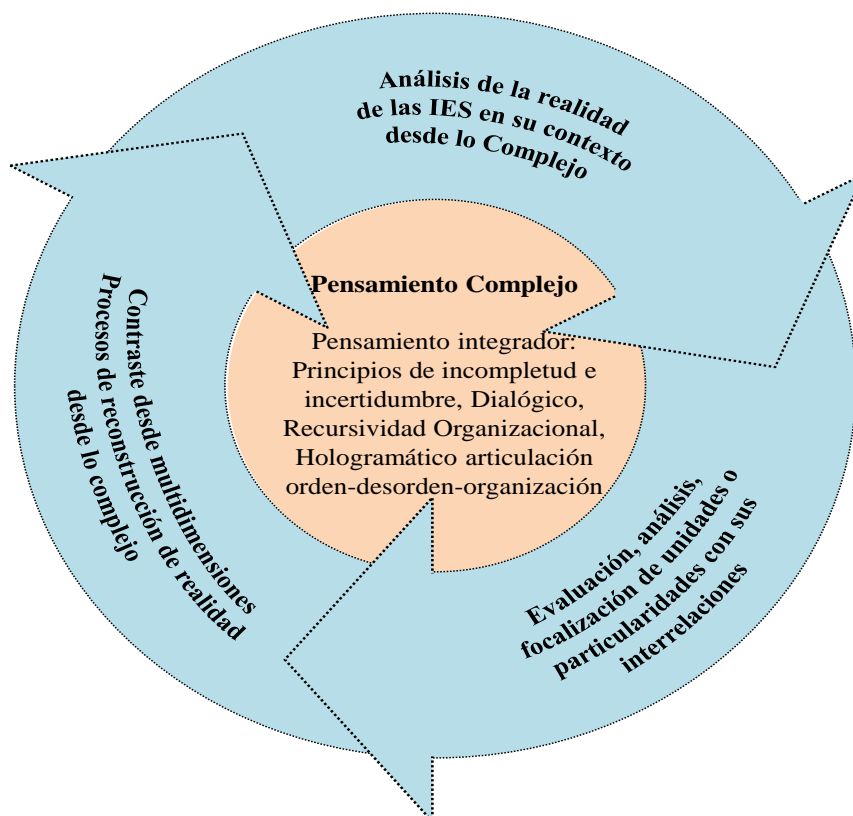 Análisis de la realidad
de las IES en su contexto
desde lo Complejo
Pensamiento Complejo
Pensamiento integrador:
Principios de incompletud e
incertidumbre, Dialógico,
Recursividad Organizacional,
Hologramático articulación
orden-desorden-organización
Evaluación, análisis,
focalización de unidades o
particularidades con sus
interrelaciones
Contraste desde multidimensiones
Procesos de reconstrucción de realidad
desde lo complejo